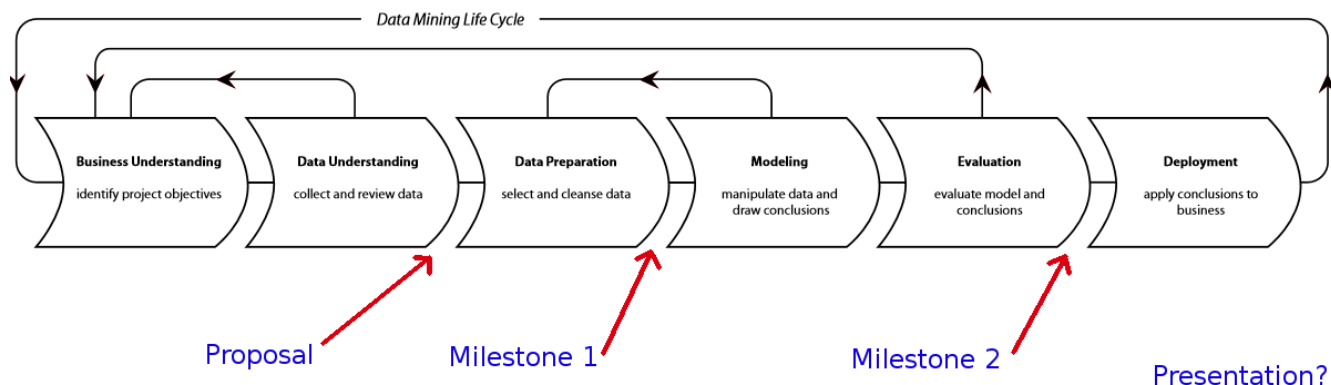 Data Mining Life Cycle
Business Understanding
identify project objectives
Data Understanding
collect and review data
Data Preparation
select and cleanse data
Modeling
manipulate data and
draw conclusions
Evaluation
evaluate model and
conclusions
Deployment
apply conclusions to
business
Proposal
Milestone 1
Milestone 2
Presentation?